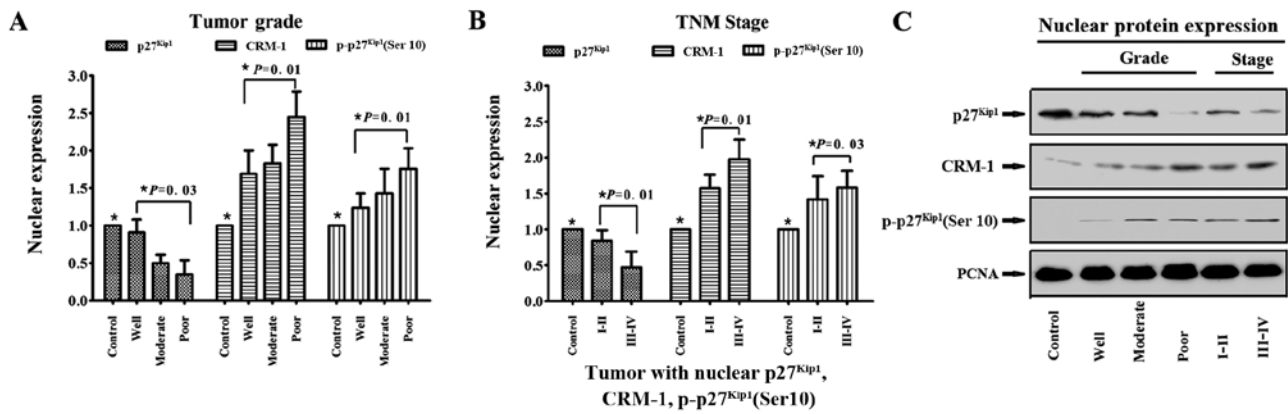 A
Tumor grade
p27Kip1 CRM-1 p-p27Kip1(Ser 10)
Nuclear expression
3.0
2.5
2.0
1.5
1.0
0.5
0.0
* P=0.03
* P=0.01
* P=0.01
* * *
Control Well Moderate Poor Control Well Moderate Poor Control Well Moderate Poor
B
TNM Stage
p27Kip1 CRM-1 p-p27Kip1(Ser 10)
Nuclear expression
3.0
2.5
2.0
1.5
1.0
0.5
0.0
*P=0.01
*P=0.01
*P=0.03
* * *
Control I-II III-IV Control I-II III-IV Control I-II III-IV
Tumor with nuclear p27Kip1,
CRM-1, p-p27Kip1(Ser10)
C
Nuclear protein expression
Grade Stage
p27Kip1
CRM-1
p-p27Kip1(Ser 10)
PCNA
Control Well Moderate Poor I-II III-IV